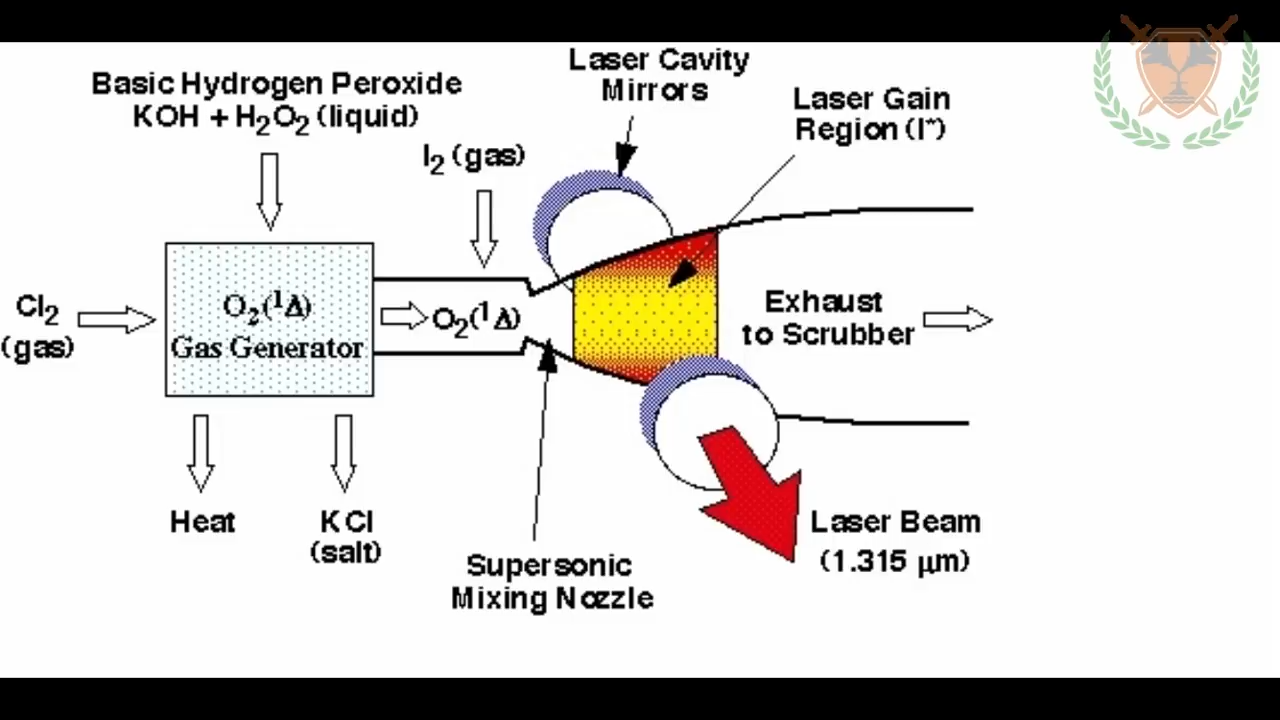 Basic Hydrogen Peroxide
KOH + H₂O₂ (liquid)
I₂ (gas)
Laser Cavity
Mirrors
Laser Gain
Region (I*)
Cl₂
(gas)
O₂(¹Δ)
Gas Generator
O₂(¹Δ)
Exhaust
to Scrubber
Heat
KCl
(salt)
Supersonic
Mixing Nozzle
Laser Beam
(1.315 μm)